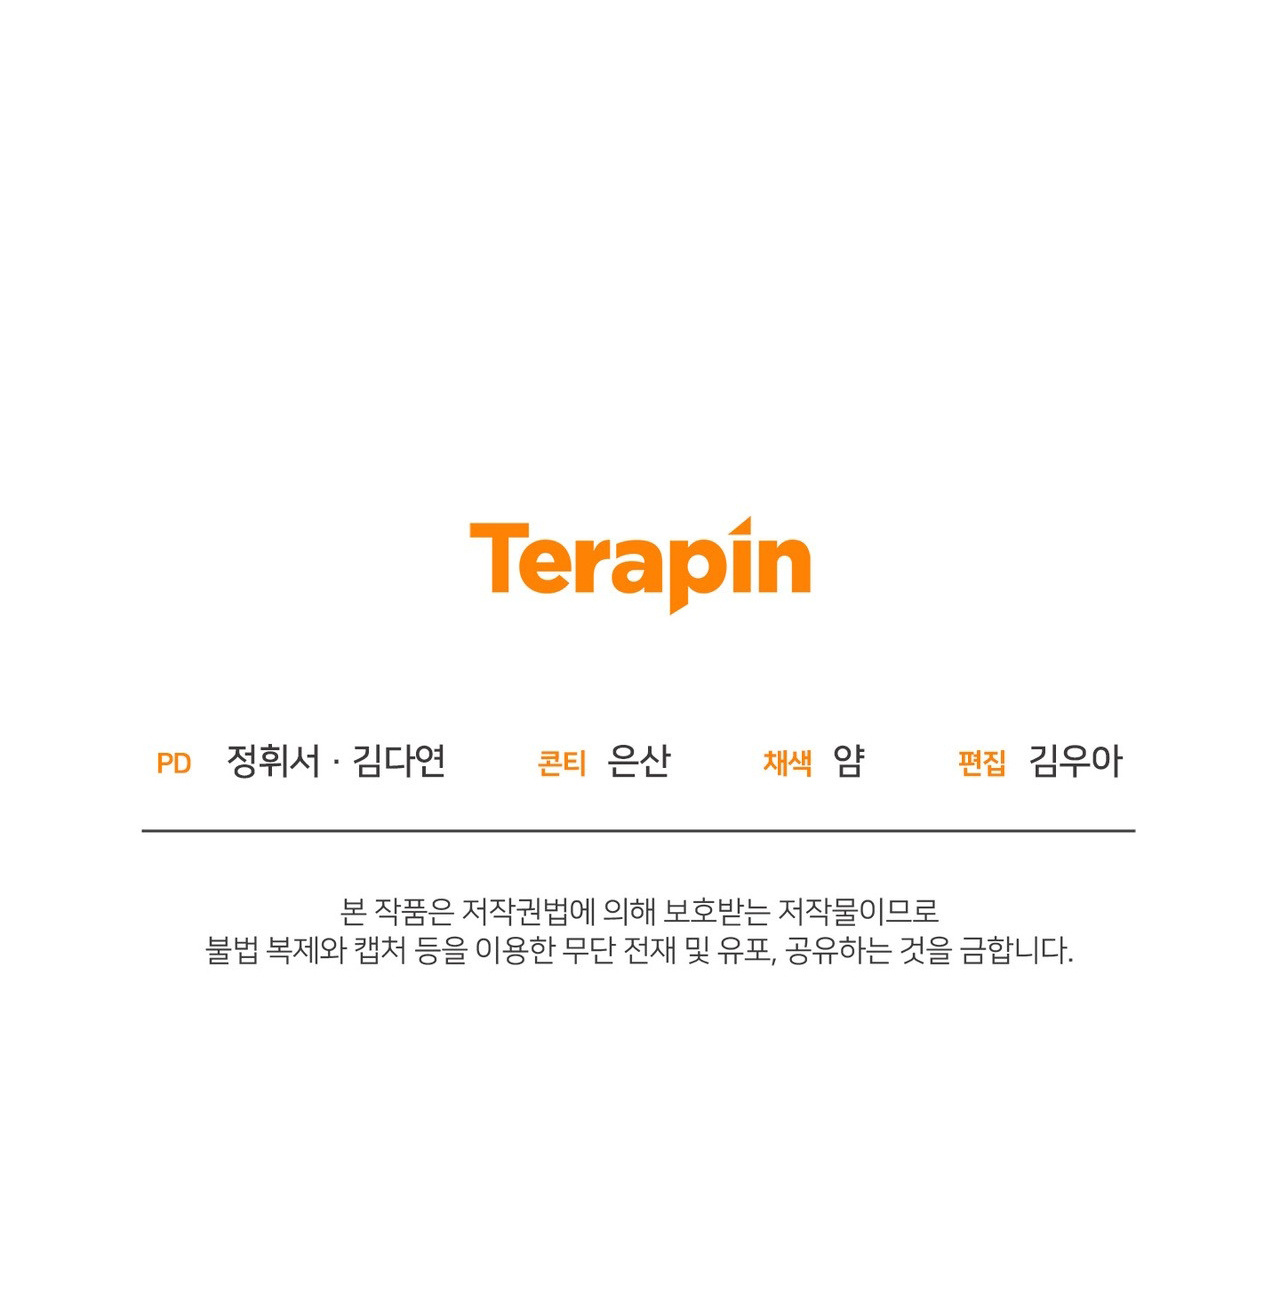 Terapin
PD 정휘서 · 김다연 콘티 은산 채색 얌 편집 김우아
본 작품은 저작권법에 의해 보호받는 저작물이므로
불법 복제와 캡처 등을 이용한 무단 전재 및 유포, 공유하는 것을 금합니다.